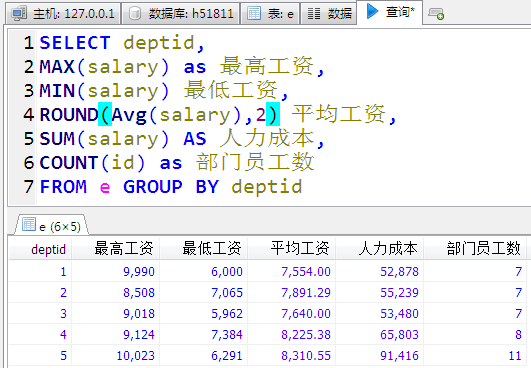 主机: 127.0.0.1 数据库: h51811 表: e 数据 查询*
1 SELECT deptid,
2 MAX(salary) as 最高工资,
3 MIN(salary) 最低工资,
4 ROUND(Avg(salary),2) 平均工资,
5 SUM(salary) AS 人力成本,
6 COUNT(id) as 部门员工数
7 FROM e GROUP BY deptid
e (6×5)
deptid 最高工资 最低工资 平均工资 人力成本 部门员工数
1 9,990 6,000 7,554.00 52,878 7
2 8,508 7,065 7,891.29 55,239 7
3 9,018 5,962 7,640.00 53,480 7
4 9,124 7,384 8,225.38 65,803 8
5 10,023 6,291 8,310.55 91,416 11